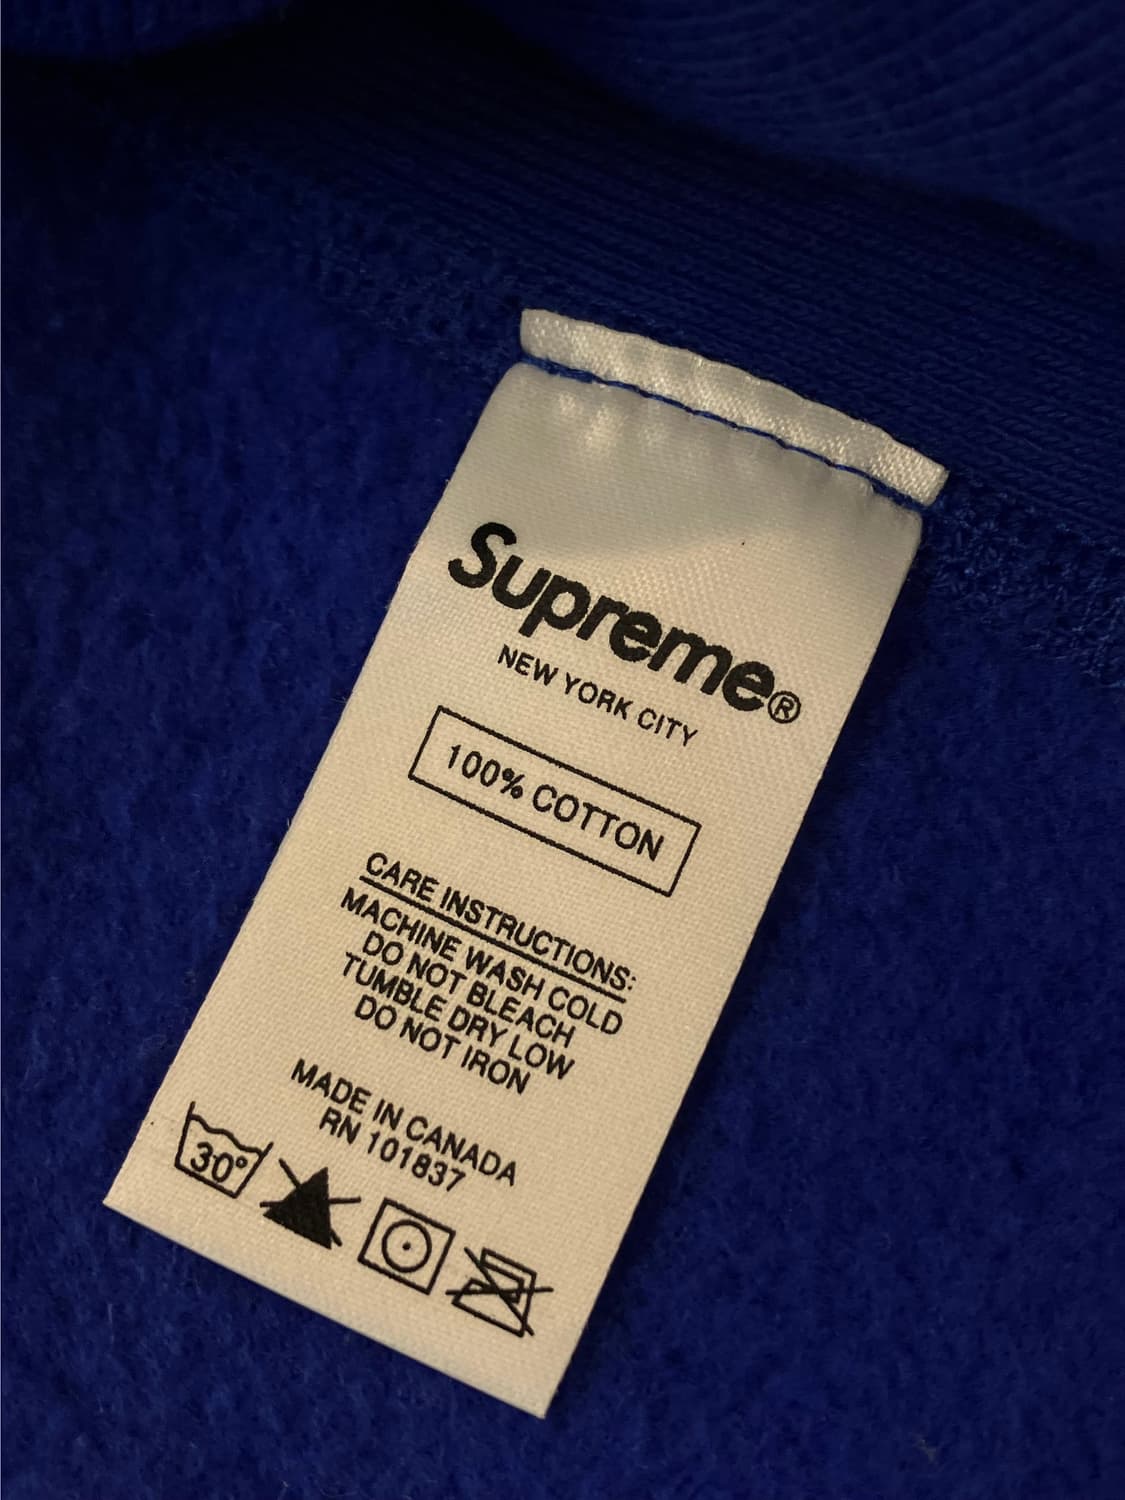 Supreme®
NEW YORK CITY
100% COTTON
CARE INSTRUCTIONS:
MACHINE WASH COLD
DO NOT BLEACH
TUMBLE DRY LOW
DO NOT IRON
MADE IN CANADA
RN 101837
30°